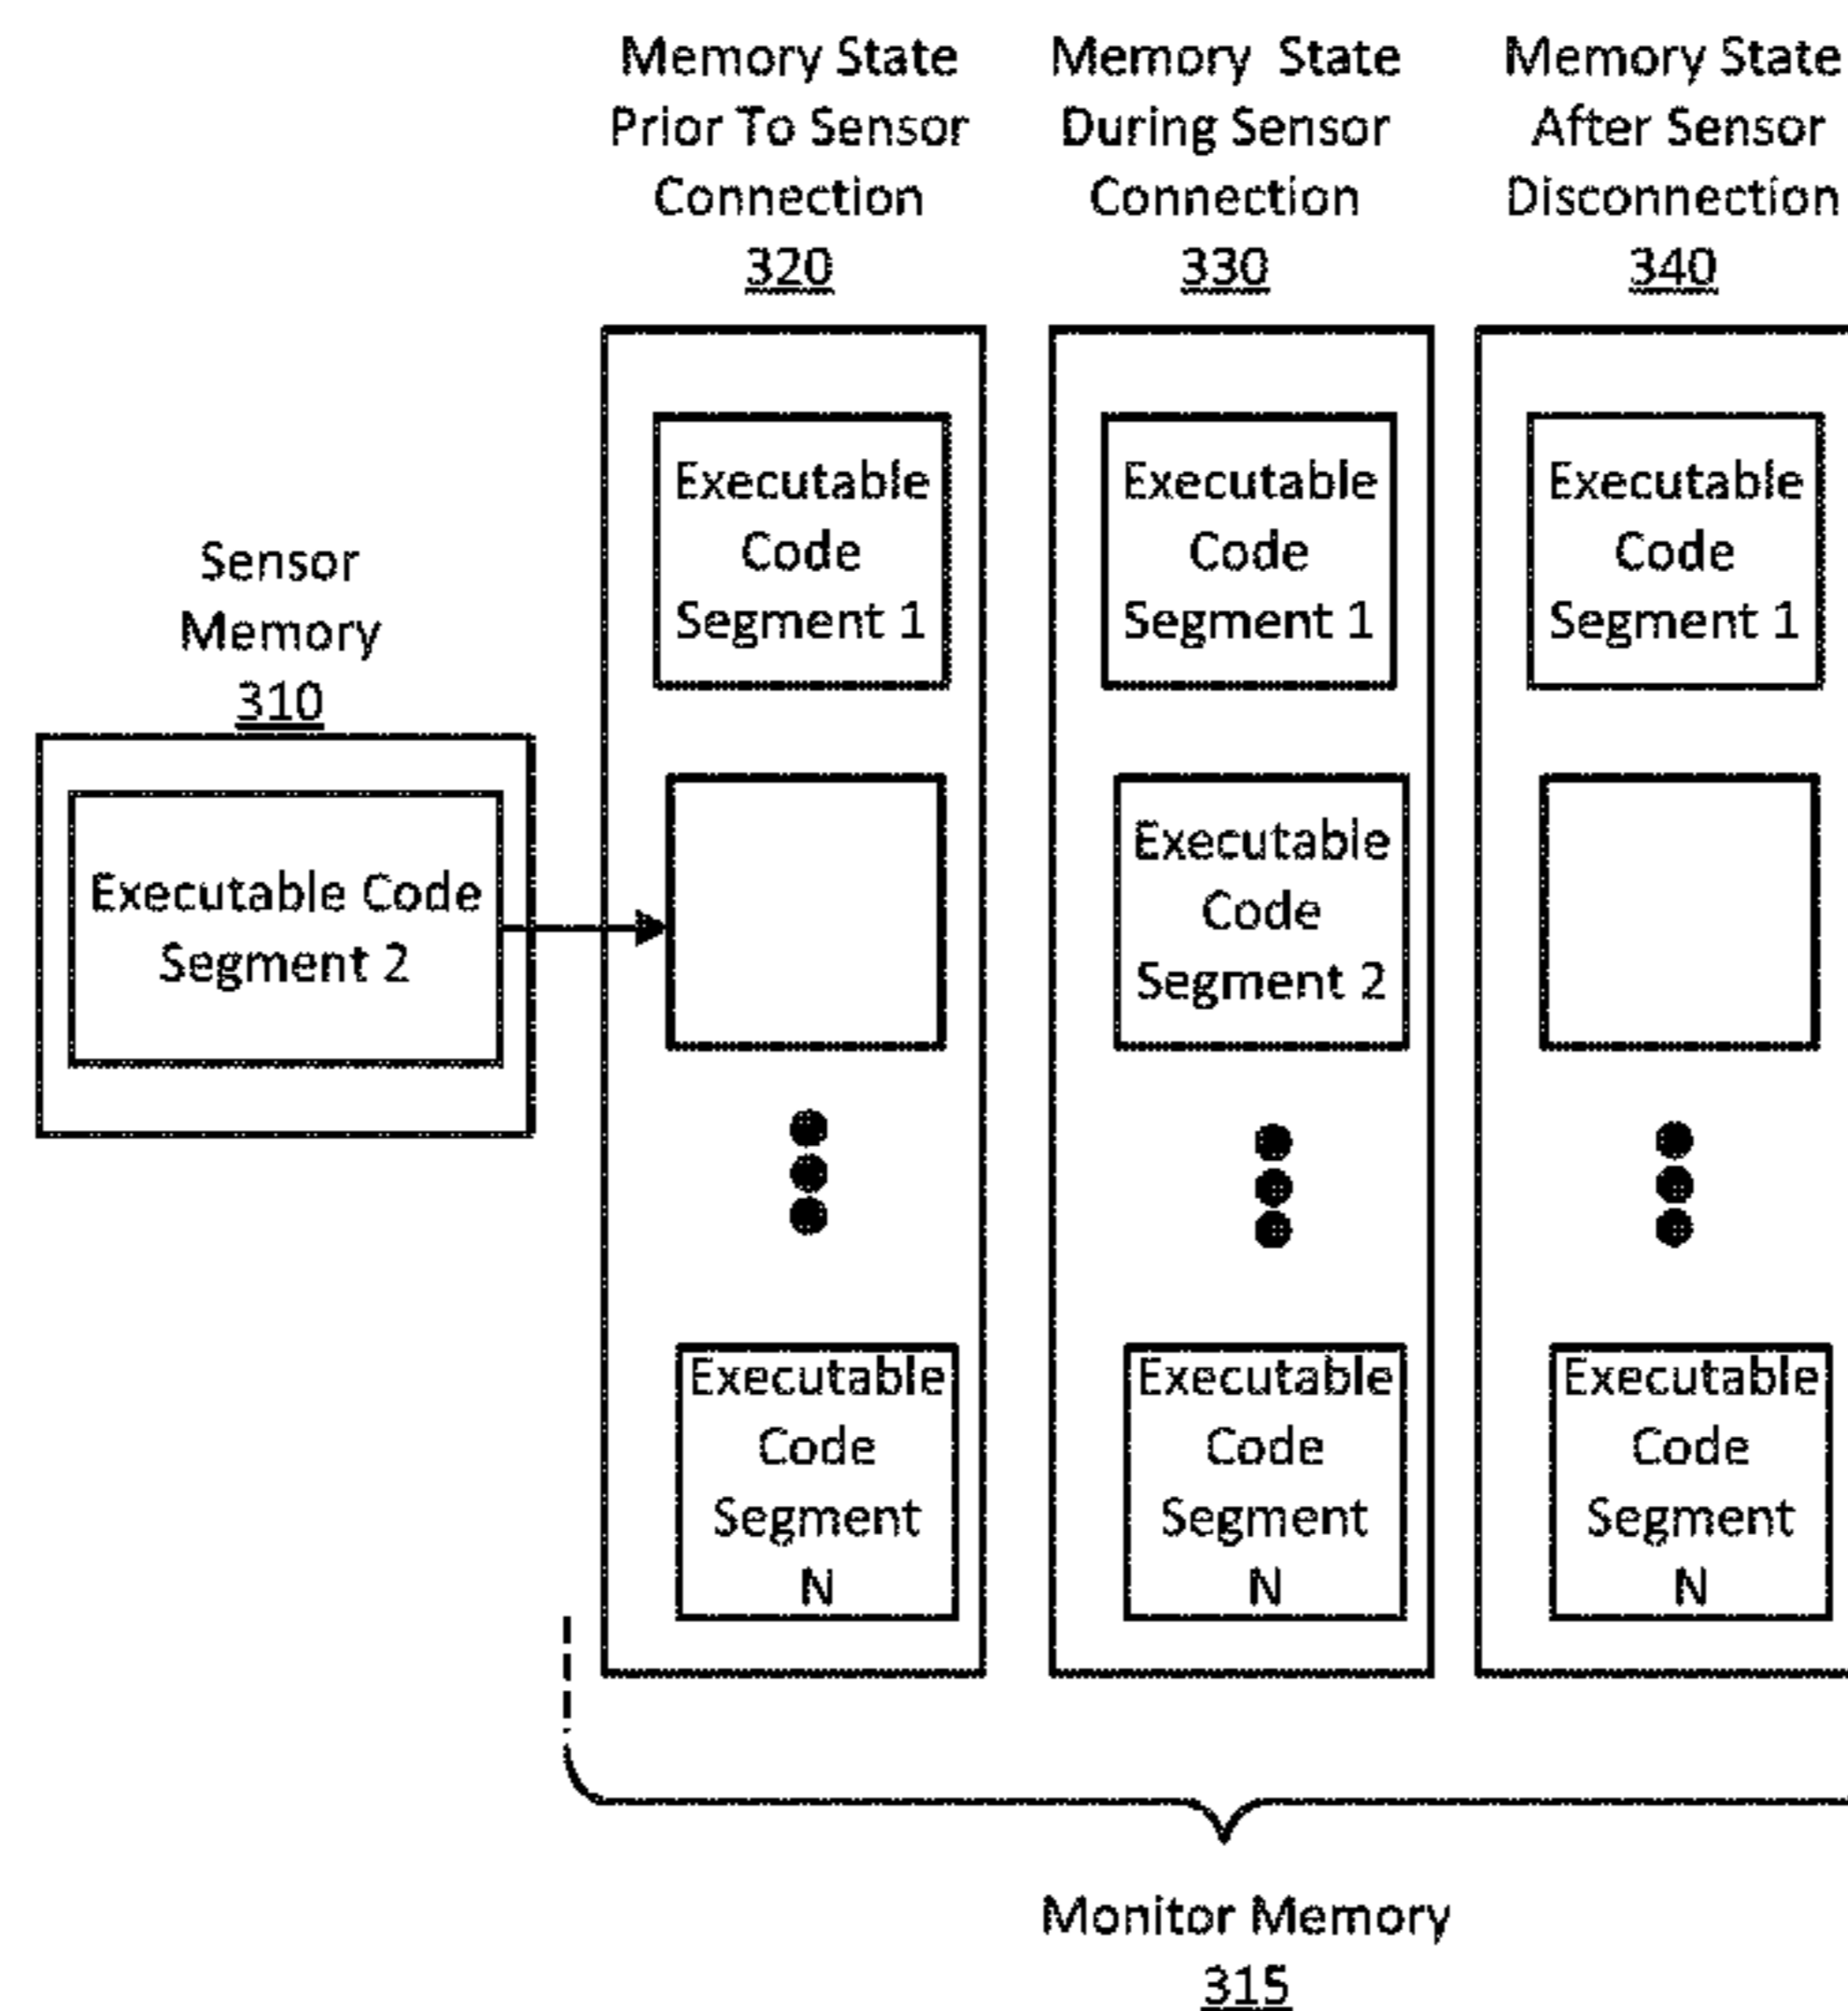 Memory State
Prior To Sensor
Connection
320
Memory State
During Sensor
Connection
330
Memory State
After Sensor
Disconnection
340
Sensor
Memory
310
Executable Code
Segment 2
Executable
Code
Segment 1
Executable
Code
Segment N
Executable
Code
Segment 1
Executable
Code
Segment 2
Executable
Code
Segment
N
Executable
Code
Segment 1
Executable
Code
Segment
N
Monitor Memory
315